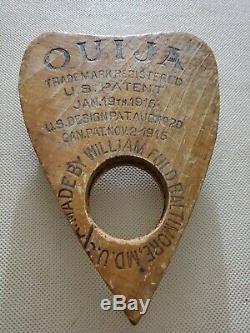 OUIJA
TRADE MARK REGISTERED
U.S. PATENT
JAN. 19TH 1916
U.S. DESIGN PAT. AUG. 1920
CAN. PAT. NOV. 2-1915
MADE BY WILLIAM FULD BALTIMORE, MD. U.S.